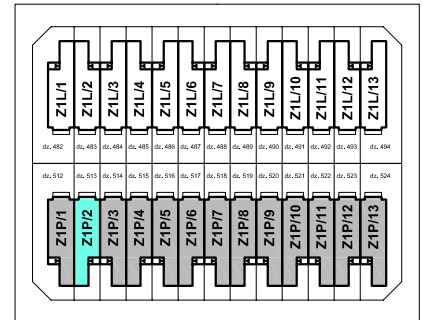 Z1L/1 Z1L/2 Z1L/3 Z1L/4 Z1L/5 Z1L/6 Z1L/7 Z1L/8 Z1L/9 Z1L/10 Z1L/11 Z1L/12 Z1L/13
dz. 482 dz. 483 dz. 484 dz. 485 dz. 486 dz. 487 dz. 488 dz. 489 dz. 490 dz. 491 dz. 492 dz. 493 dz. 494
dz. 512 dz. 513 dz. 514 dz. 515 dz. 516 dz. 517 dz. 518 dz. 519 dz. 520 dz. 521 dz. 522 dz. 523 dz. 524
Z1P/1 Z1P/2 Z1P/3 Z1P/4 Z1P/5 Z1P/6 Z1P/7 Z1P/8 Z1P/9 Z1P/10 Z1P/11 Z1P/12 Z1P/13